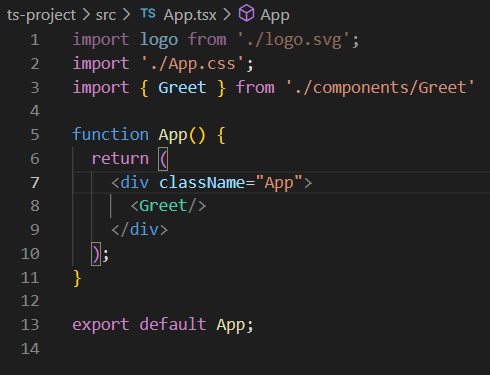 ts-project > src > TS App.tsx > App
1 import logo from './logo.svg';
2 import './App.css';
3 import { Greet } from './components/Greet'
4
5 function App() {
6   return (
7     <div className="App">
8       <Greet/>
9     </div>
10   );
11 }
12
13 export default App;
14